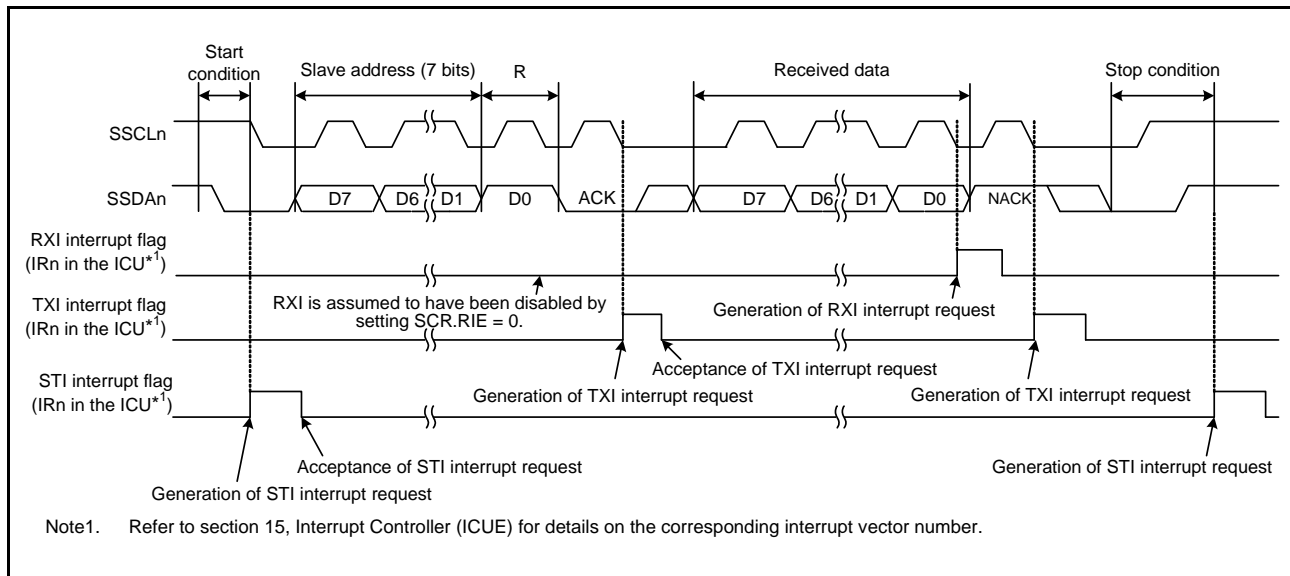 Start
condition
Slave address (7 bits)
R
Received data
Stop condition
SSCLn
SSDAn
D7
D6
D1
D0
ACK
D7
D6
D1
D0
NACK
RXI interrupt flag
(IRn in the ICU*1)
RXI is assumed to have been disabled by
setting SCR.RIE = 0.
Generation of RXI interrupt request
TXI interrupt flag
(IRn in the ICU*1)
Acceptance of TXI interrupt request
Generation of TXI interrupt request
Generation of TXI interrupt request
STI interrupt flag
(IRn in the ICU*1)
Acceptance of STI interrupt request
Generation of STI interrupt request
Generation of STI interrupt request
Note1. Refer to section 15, Interrupt Controller (ICUE) for details on the corresponding interrupt vector number.